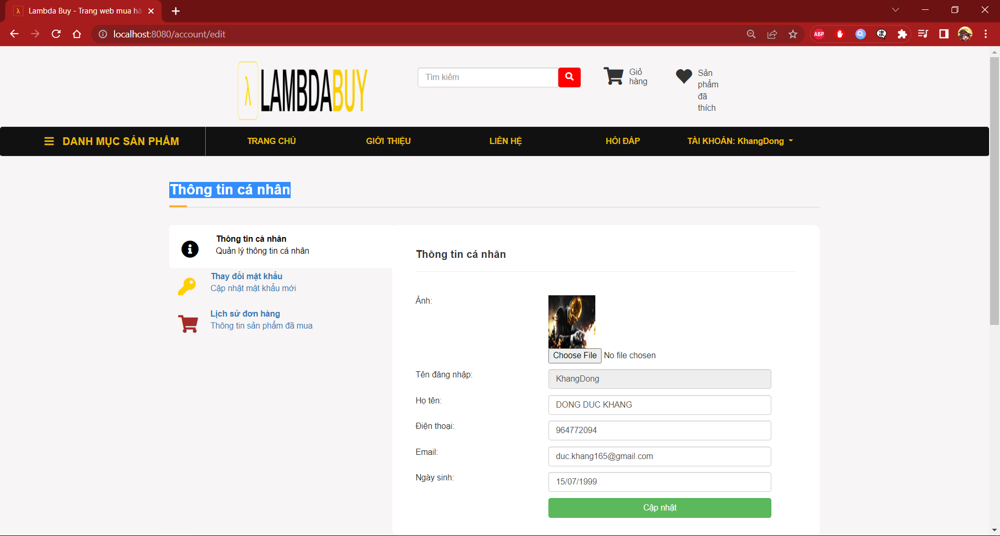 Lambda Buy - Trang web mua hà
localhost:8080/account/edit
ABP
λ LAMBDABUY
Tìm kiếm
Giỏ
hàng
Sản
phẩm
đã
thích
DANH MỤC SẢN PHẨM
TRANG CHỦ
GIỚI THIỆU
LIÊN HỆ
HỎI ĐÁP
TÀI KHOẢN: KhangDong
Thông tin cá nhân
Thông tin cá nhân
Quản lý thông tin cá nhân
Thay đổi mật khẩu
Cập nhật mật khẩu mới
Lịch sử đơn hàng
Thông tin sản phẩm đã mua
Thông tin cá nhân
Ảnh:
Choose File No file chosen
Tên đăng nhập:
KhangDong
Họ tên:
DONG DUC KHANG
Điện thoại:
964772094
Email:
duc.khang165@gmail.com
Ngày sinh:
15/07/1999
Cập nhật